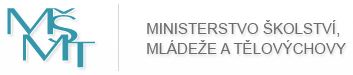 MŠ
MT
MINISTERSTVO ŠKOLSTVÍ,
MLÁDEŽE A TĚLOVÝCHOVY